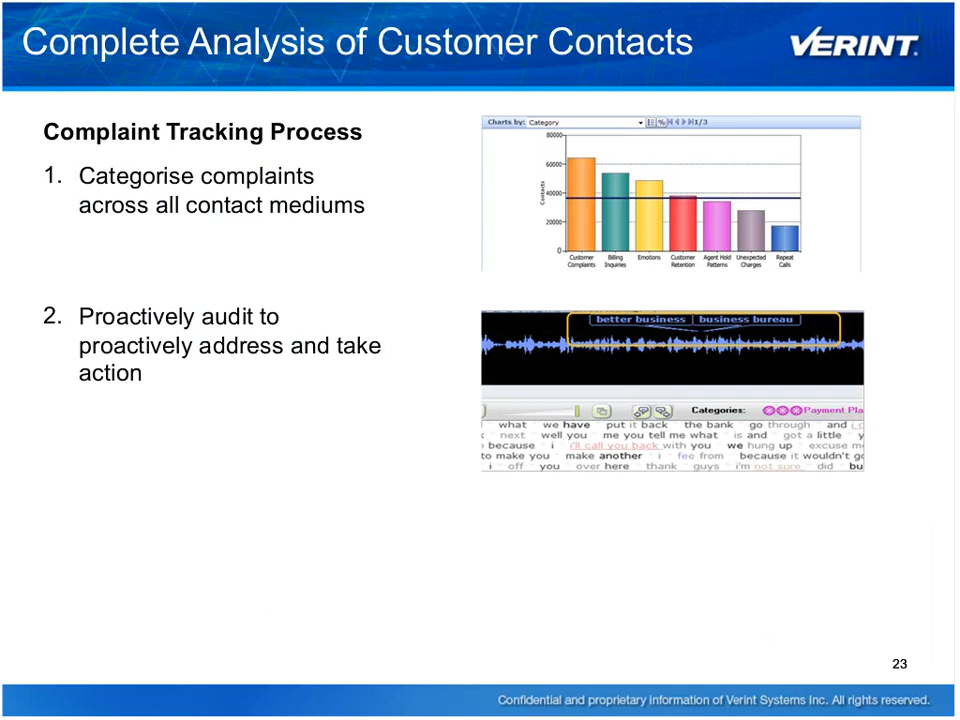 Complete Analysis of Customer Contacts
VERINT.
Complaint Tracking Process
1. Categorise complaints
across all contact mediums
Charts by: Category % 1/3
80000
60000
40000
20000
0
Contacts
Customer Complaints
Billing Inquiries
Emotions
Customer Retention
Agent Hold Patterns
Unexpected Charges
Repeat Calls
2. Proactively audit to
proactively address and take
action
better business business bureau
Categories: Payment Pla
what we have put it back the bank go through and
next well you me you tell me what is and got a little y
because i i'll call you back with you we hung up excuse m
to make you make another i fee from because it wouldn't go
i off you over here thank guys i'm not sure did bu
23
Confidential and proprietary information of Verint Systems Inc. All rights reserved.